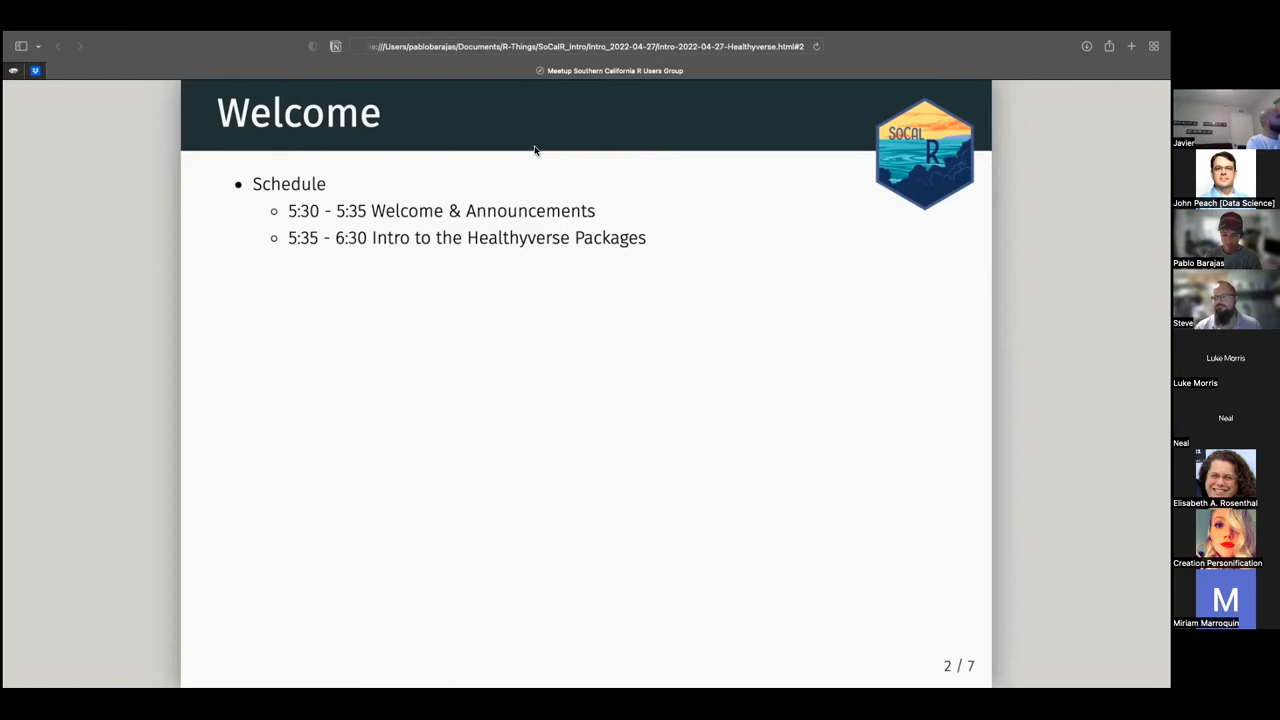 e:///Users/pablobarajas/Documents/R-Things/SoCalR_Intro/Intro_2022-04-27/Intro-2022-04-27-Healthyverse.html#2
Meetup Southern California R Users Group
Welcome
SOCAL
R
• Schedule
○ 5:30 - 5:35 Welcome & Announcements
○ 5:35 - 6:30 Intro to the Healthyverse Packages
2 / 7
Javier
John Peach [Data Science]
Pablo Barajas
Steve
Luke Morris
Luke Morris
Neal
Neal
Elisabeth A. Rosenthal
Creation Personification
M
Miriam Marroquin